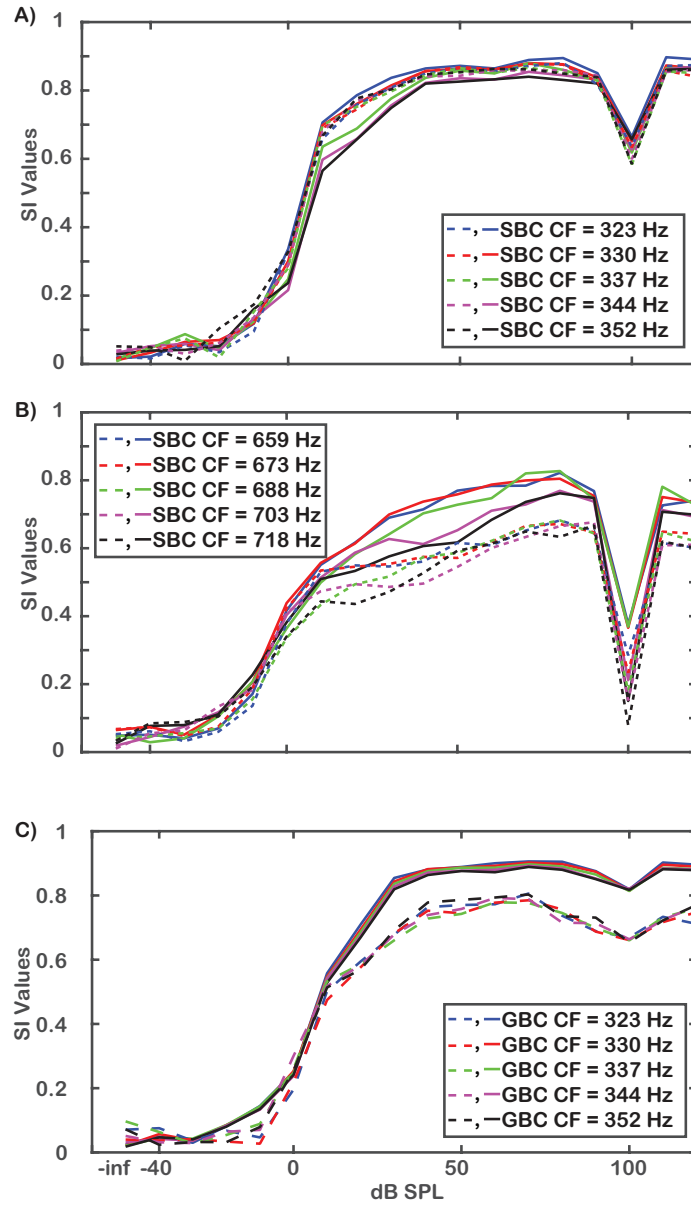 A)
1
0.8
0.6
0.4
0.2
0
SI Values
, SBC CF = 323 Hz
, SBC CF = 330 Hz
, SBC CF = 337 Hz
, SBC CF = 344 Hz
, SBC CF = 352 Hz
B)
1
0.8
0.6
0.4
0.2
0
SI Values
, SBC CF = 659 Hz
, SBC CF = 673 Hz
, SBC CF = 688 Hz
, SBC CF = 703 Hz
, SBC CF = 718 Hz
C)
1
0.8
0.6
0.4
0.2
0
SI Values
, GBC CF = 323 Hz
, GBC CF = 330 Hz
, GBC CF = 337 Hz
, GBC CF = 344 Hz
, GBC CF = 352 Hz
-inf -40 0 50 100
dB SPL